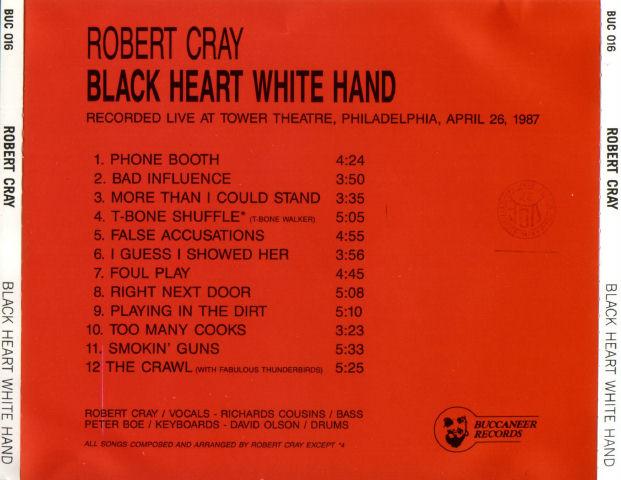 BUC 016
ROBERT CRAY
BLACK HEART WHITE HAND
ROBERT CRAY
BLACK HEART WHITE HAND
RECORDED LIVE AT TOWER THEATRE, PHILADELPHIA, APRIL 26, 1987
1. PHONE BOOTH 4:24
2. BAD INFLUENCE 3:50
3. MORE THAN I COULD STAND 3:35
4. T-BONE SHUFFLE* (T-BONE WALKER) 5:05
5. FALSE ACCUSATIONS 4:55
6. I GUESS I SHOWED HER 3:56
7. FOUL PLAY 4:45
8. RIGHT NEXT DOOR 5:08
9. PLAYING IN THE DIRT 5:10
10. TOO MANY COOKS 3:23
11. SMOKIN' GUNS 5:33
12 THE CRAWL (WITH FABULOUS THUNDERBIRDS) 5:25
ROBERT CRAY / VOCALS - RICHARDS COUSINS / BASS
PETER BOE / KEYBOARDS - DAVID OLSON / DRUMS
ALL SONGS COMPOSED AND ARRANGED BY ROBERT CRAY EXCEPT *4
BUCCANEER
RECORDS
BUC 016
ROBERT CRAY
BLACK HEART WHITE HAND